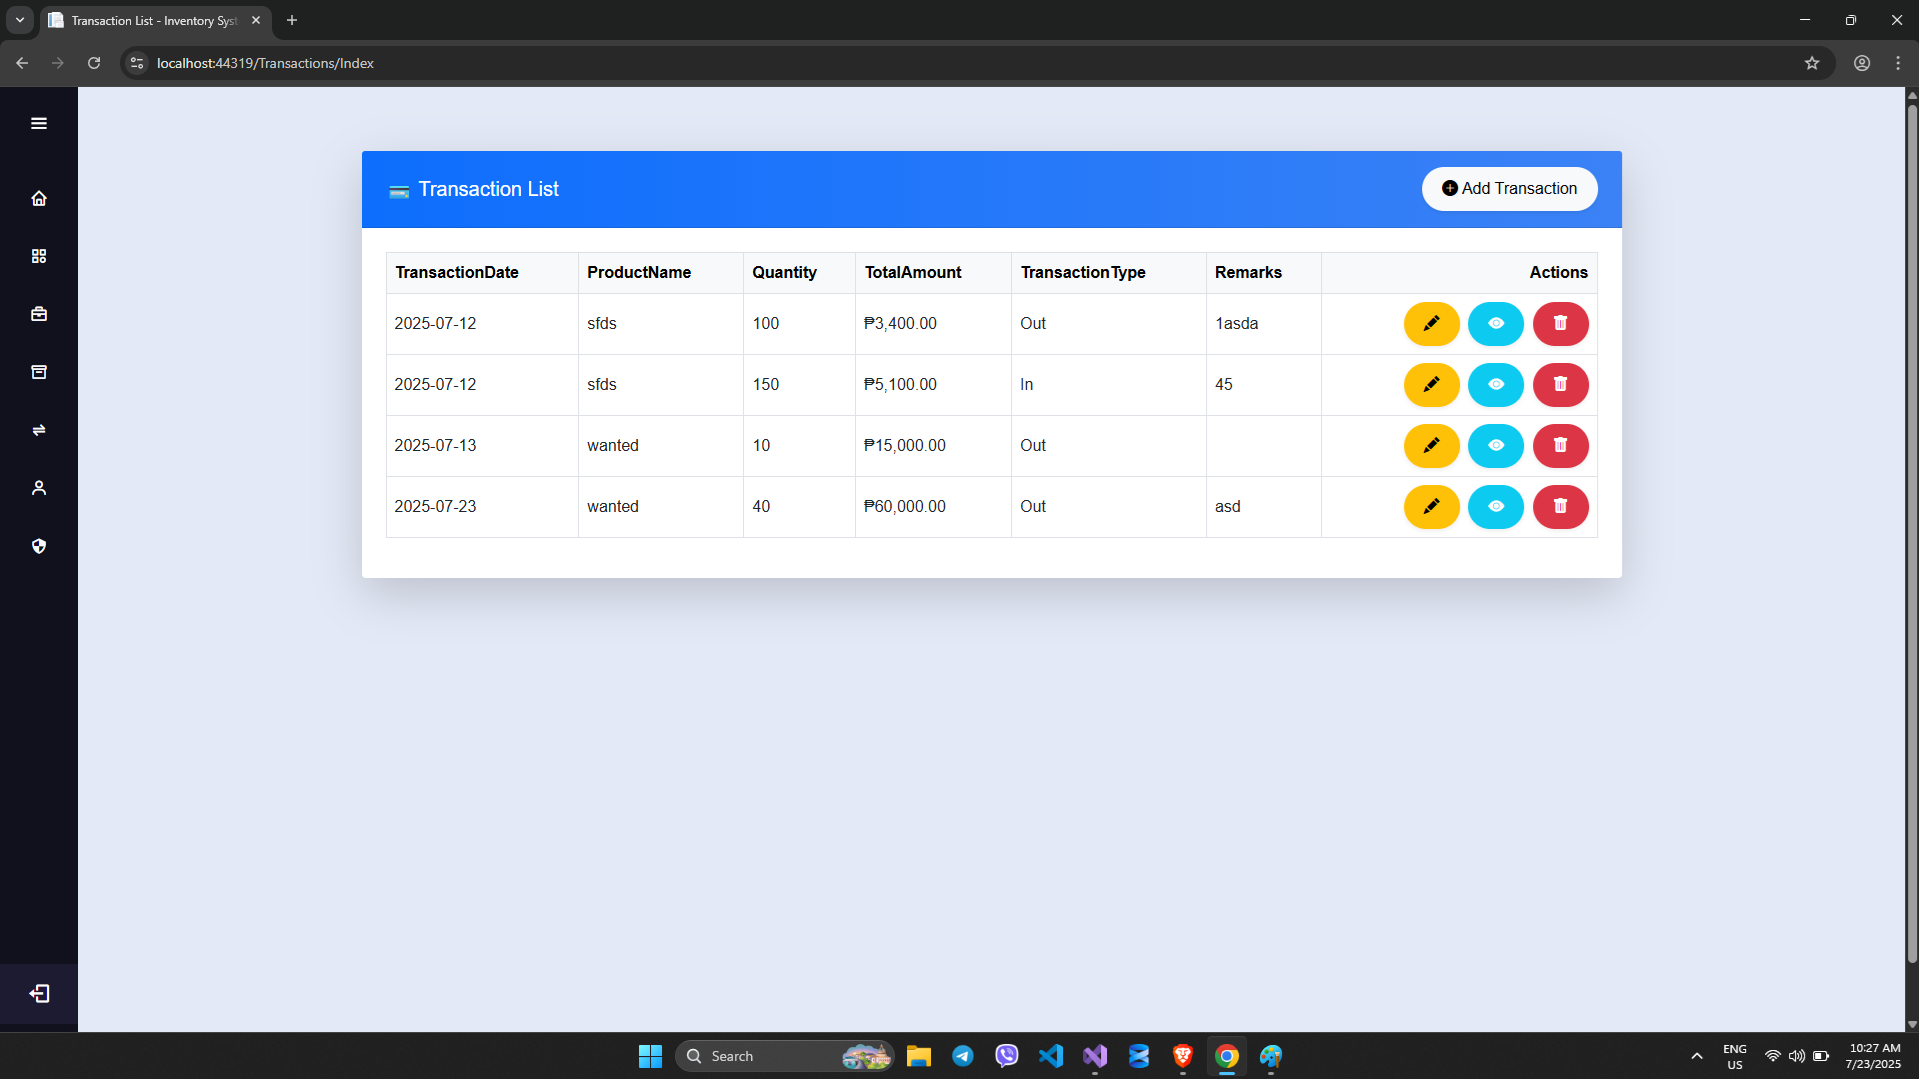 Transaction List - Inventory Syst
localhost:44319/Transactions/Index
Transaction List
Add Transaction
TransactionDate ProductName Quantity TotalAmount TransactionType Remarks Actions
2025-07-12 sfds 100 ₱3,400.00 Out 1asda
2025-07-12 sfds 150 ₱5,100.00 In 45
2025-07-13 wanted 10 ₱15,000.00 Out
2025-07-23 wanted 40 ₱60,000.00 Out asd
Search
ENG
US
10:27 AM
7/23/2025